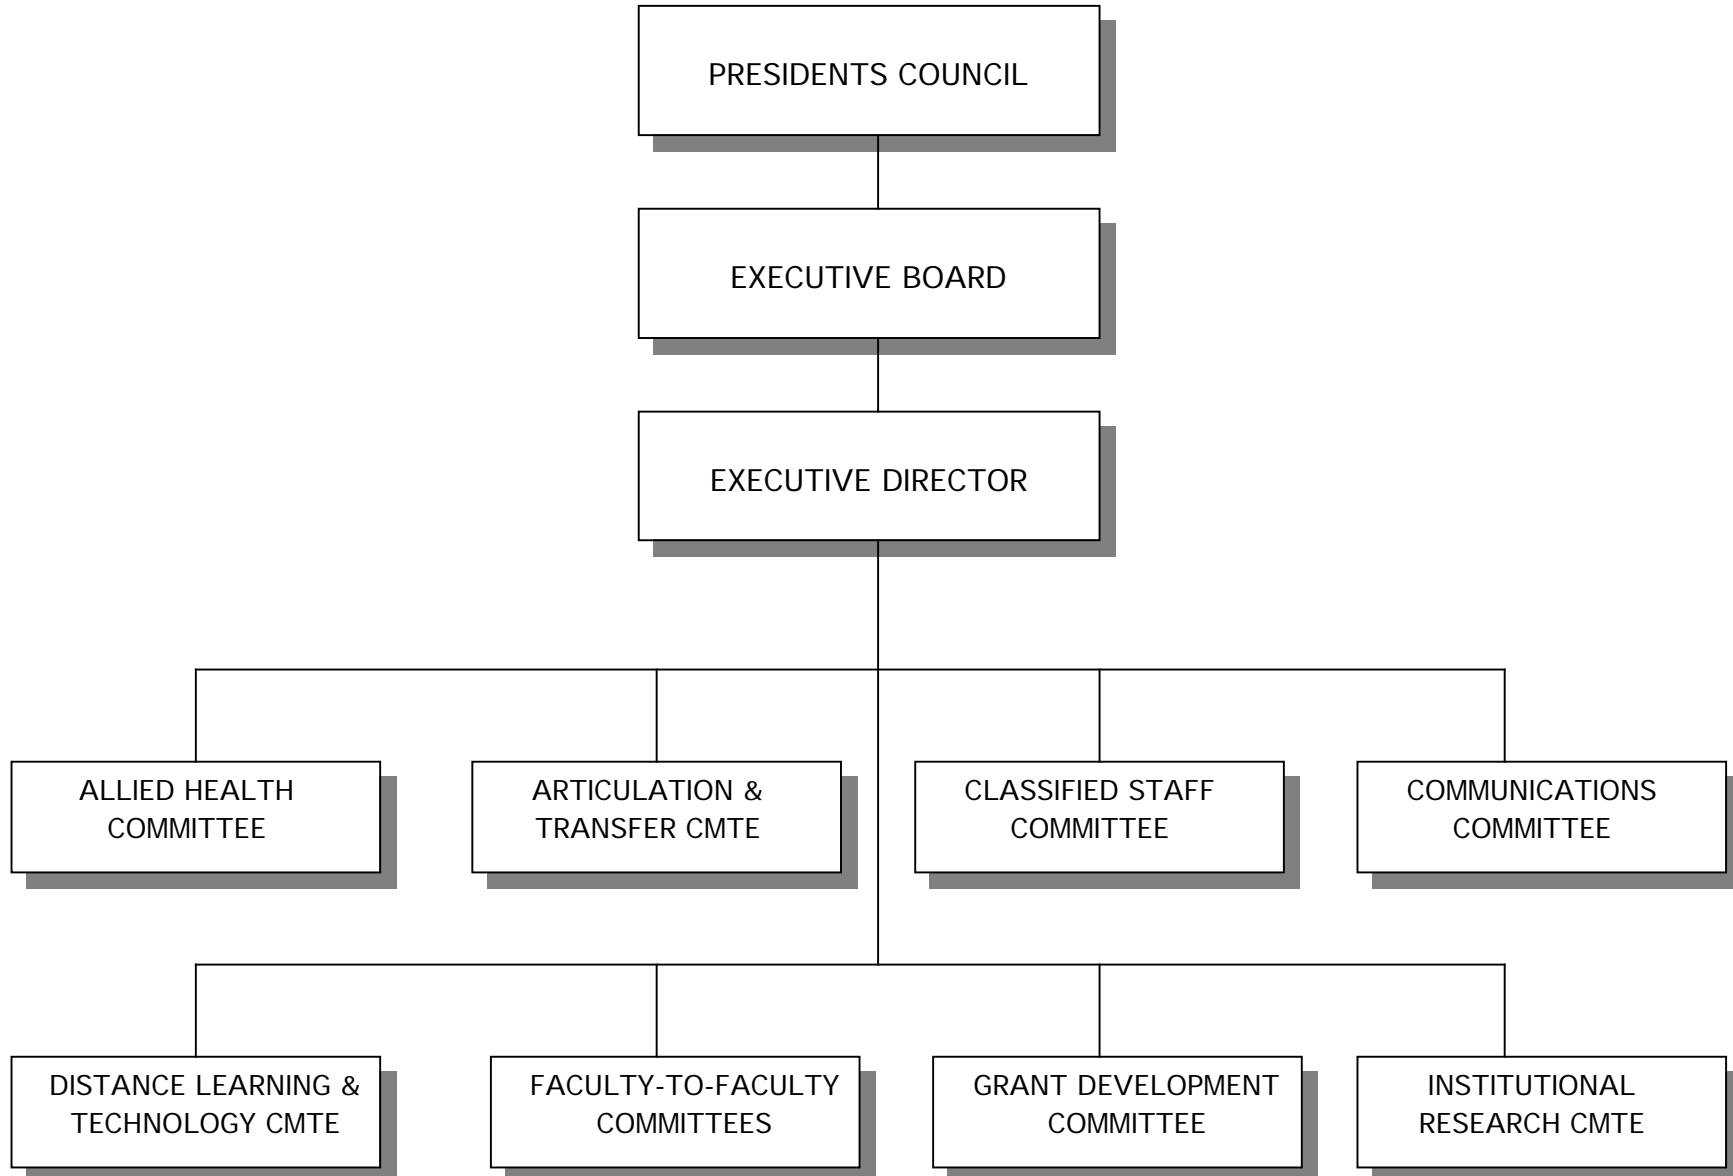 PRESIDENTS COUNCIL
EXECUTIVE BOARD
EXECUTIVE DIRECTOR
ALLIED HEALTH
COMMITTEE
ARTICULATION &
TRANSFER CMTE
CLASSIFIED STAFF
COMMITTEE
COMMUNICATIONS
COMMITTEE
DISTANCE LEARNING &
TECHNOLOGY CMTE
FACULTY-TO-FACULTY
COMMITTEES
GRANT DEVELOPMENT
COMMITTEE
INSTITUTIONAL
RESEARCH CMTE